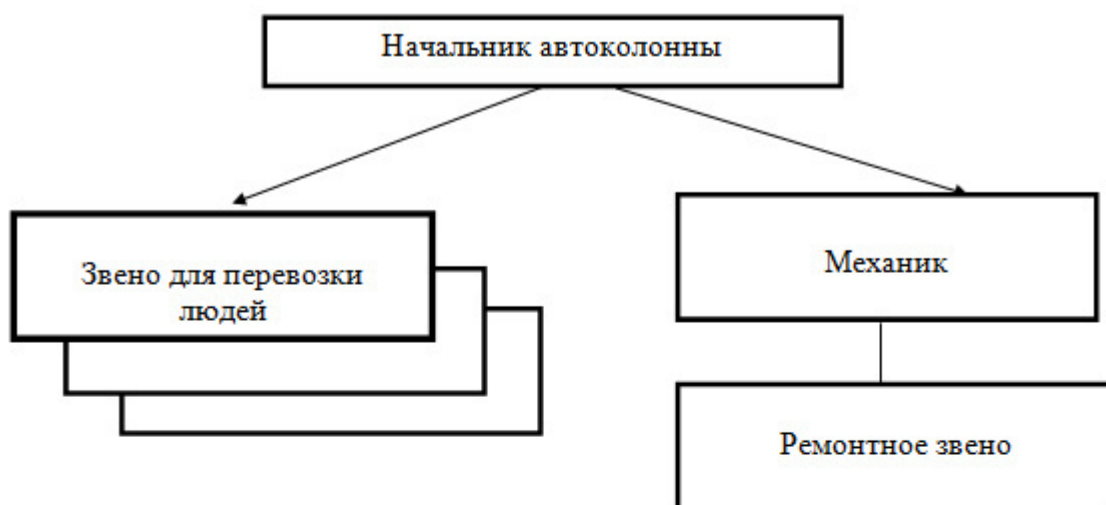 Начальник автоколонны
Звено для перевозки
людей
Механик
Ремонтное звено